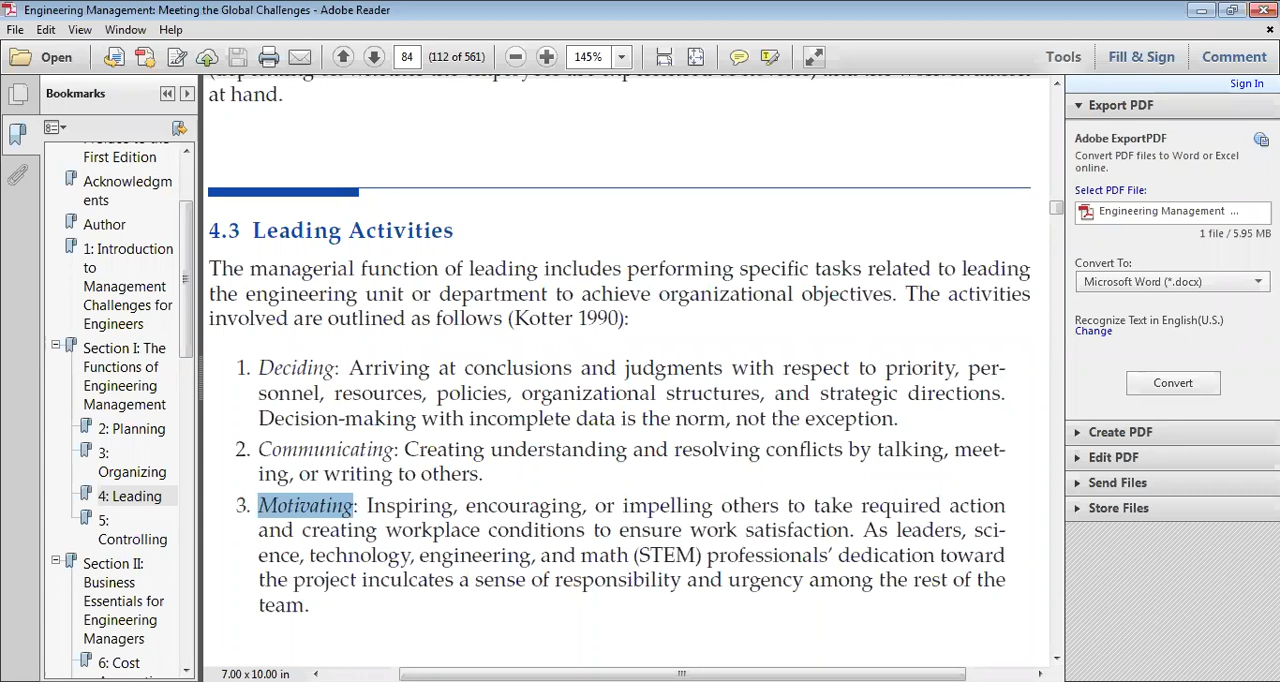 Engineering Management: Meeting the Global Challenges - Adobe Reader
File Edit View Window Help
Open 84 (112 of 561) 145% Tools Fill & Sign Comment
Bookmarks
First Edition
Acknowledgm
ents
Author
1: Introduction
to
Management
Challenges for
Engineers
Section I: The
Functions of
Engineering
Management
2: Planning
3:
Organizing
4: Leading
5:
Controlling
Section II:
Business
Essentials for
Engineering
Managers
6: Cost
at hand.
4.3 Leading Activities
The managerial function of leading includes performing specific tasks related to leading
the engineering unit or department to achieve organizational objectives. The activities
involved are outlined as follows (Kotter 1990):
1. Deciding: Arriving at conclusions and judgments with respect to priority, per-
sonnel, resources, policies, organizational structures, and strategic directions.
Decision-making with incomplete data is the norm, not the exception.
2. Communicating: Creating understanding and resolving conflicts by talking, meet-
ing, or writing to others.
3. Motivating: Inspiring, encouraging, or impelling others to take required action
and creating workplace conditions to ensure work satisfaction. As leaders, sci-
ence, technology, engineering, and math (STEM) professionals' dedication toward
the project inculcates a sense of responsibility and urgency among the rest of the
team.
7.00 x 10.00 in
Sign In
Export PDF
Adobe ExportPDF
Convert PDF files to Word or Excel
online.
Select PDF File:
Engineering Management ...
1 file / 5.95 MB
Convert To:
Microsoft Word (*.docx)
Recognize Text in English(U.S.)
Change
Convert
Create PDF
Edit PDF
Send Files
Store Files